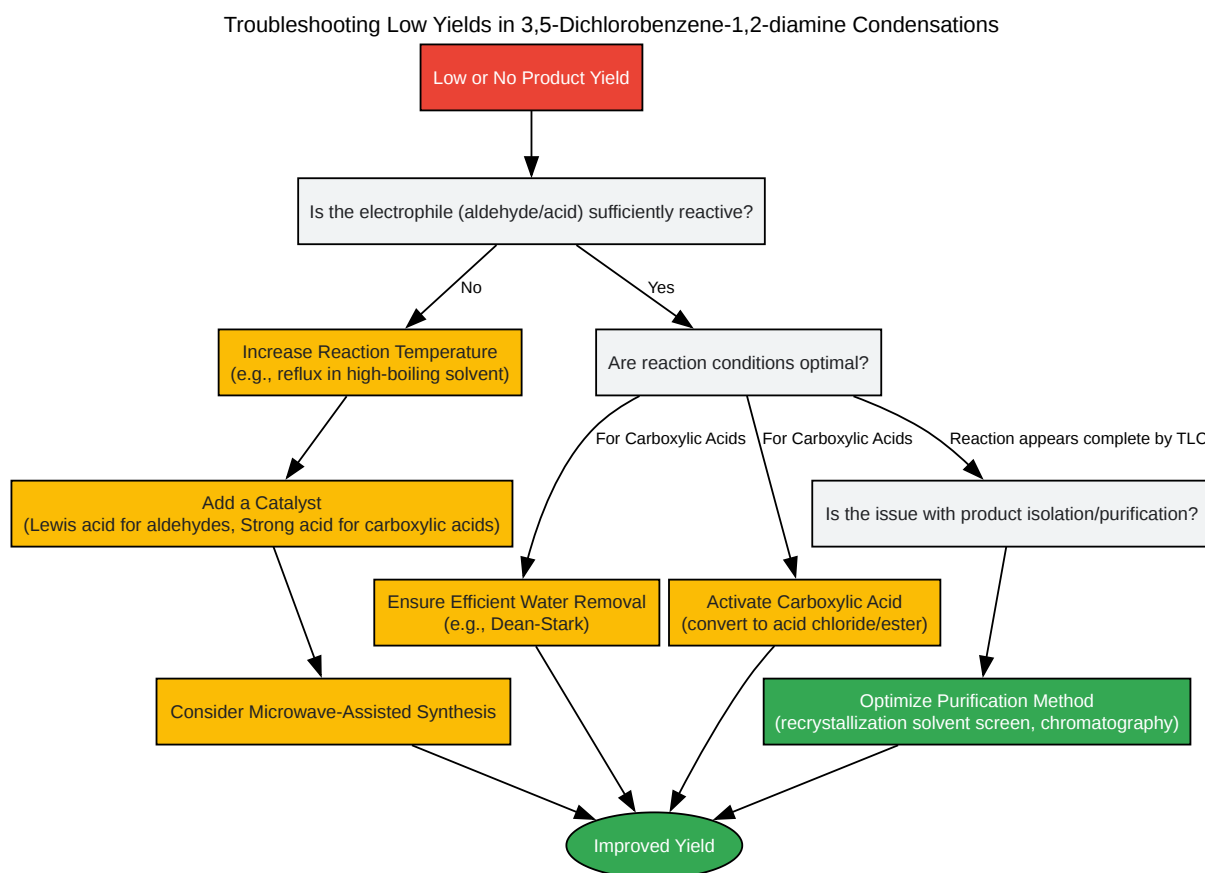 Troubleshooting Low Yields in 3,5-Dichlorobenzene-1,2-diamine Condensations
Low or No Product Yield
Is the electrophile (aldehyde/acid) sufficiently reactive?
No
Yes
Increase Reaction Temperature
(e.g., reflux in high-boiling solvent)
Are reaction conditions optimal?
For Carboxylic Acids
For Carboxylic Acids
Reaction appears complete by TLC
Add a Catalyst
(Lewis acid for aldehydes, Strong acid for carboxylic acids)
Is the issue with product isolation/purification?
Ensure Efficient Water Removal
(e.g., Dean-Stark)
Activate Carboxylic Acid
(convert to acid chloride/ester)
Consider Microwave-Assisted Synthesis
Optimize Purification Method
(recrystallization solvent screen, chromatography)
Improved Yield